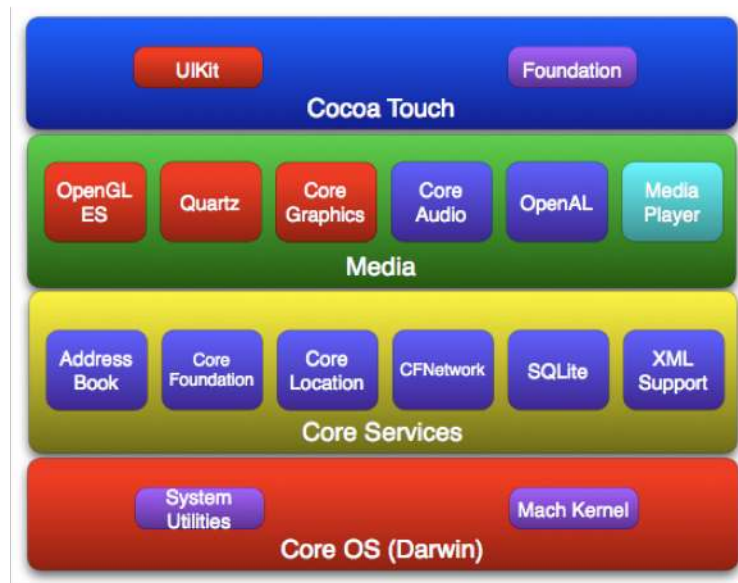 UIKit
Foundation
Cocoa Touch
OpenGL
ES
Quartz
Core
Graphics
Core
Audio
OpenAL
Media
Player
Media
Address
Book
Core
Foundation
Core
Location
CFNetwork
SQLite
XML
Support
Core Services
System
Utilities
Mach Kernel
Core OS (Darwin)